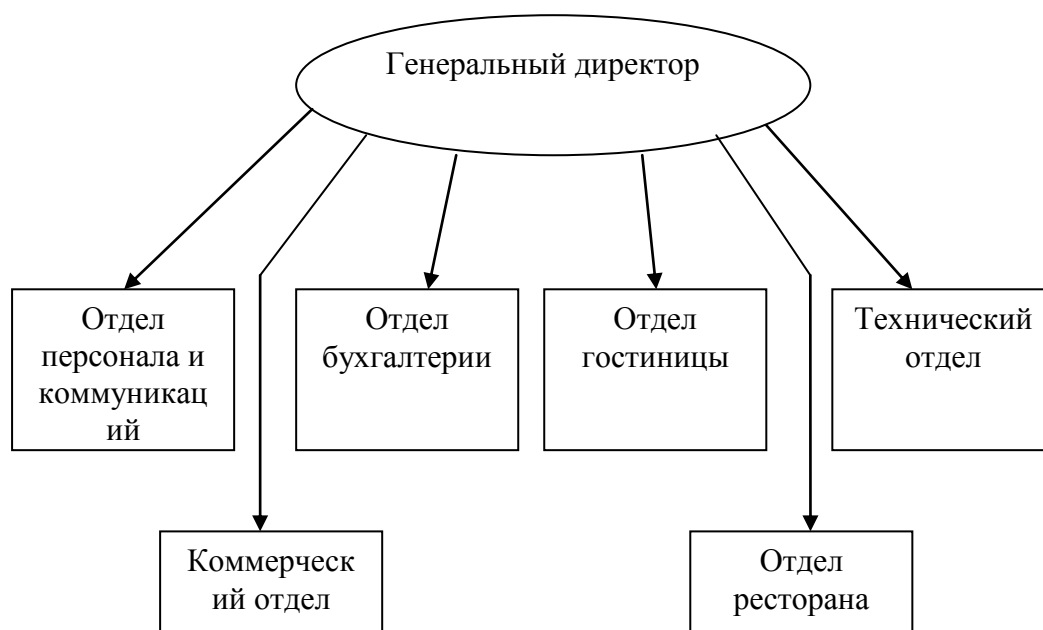 Генеральный директор
Отдел
персонала и
коммуникац
ий
Отдел
бухгалтерии
Отдел
гостиницы
Технический
отдел
Коммерческ
ий отдел
Отдел
ресторана